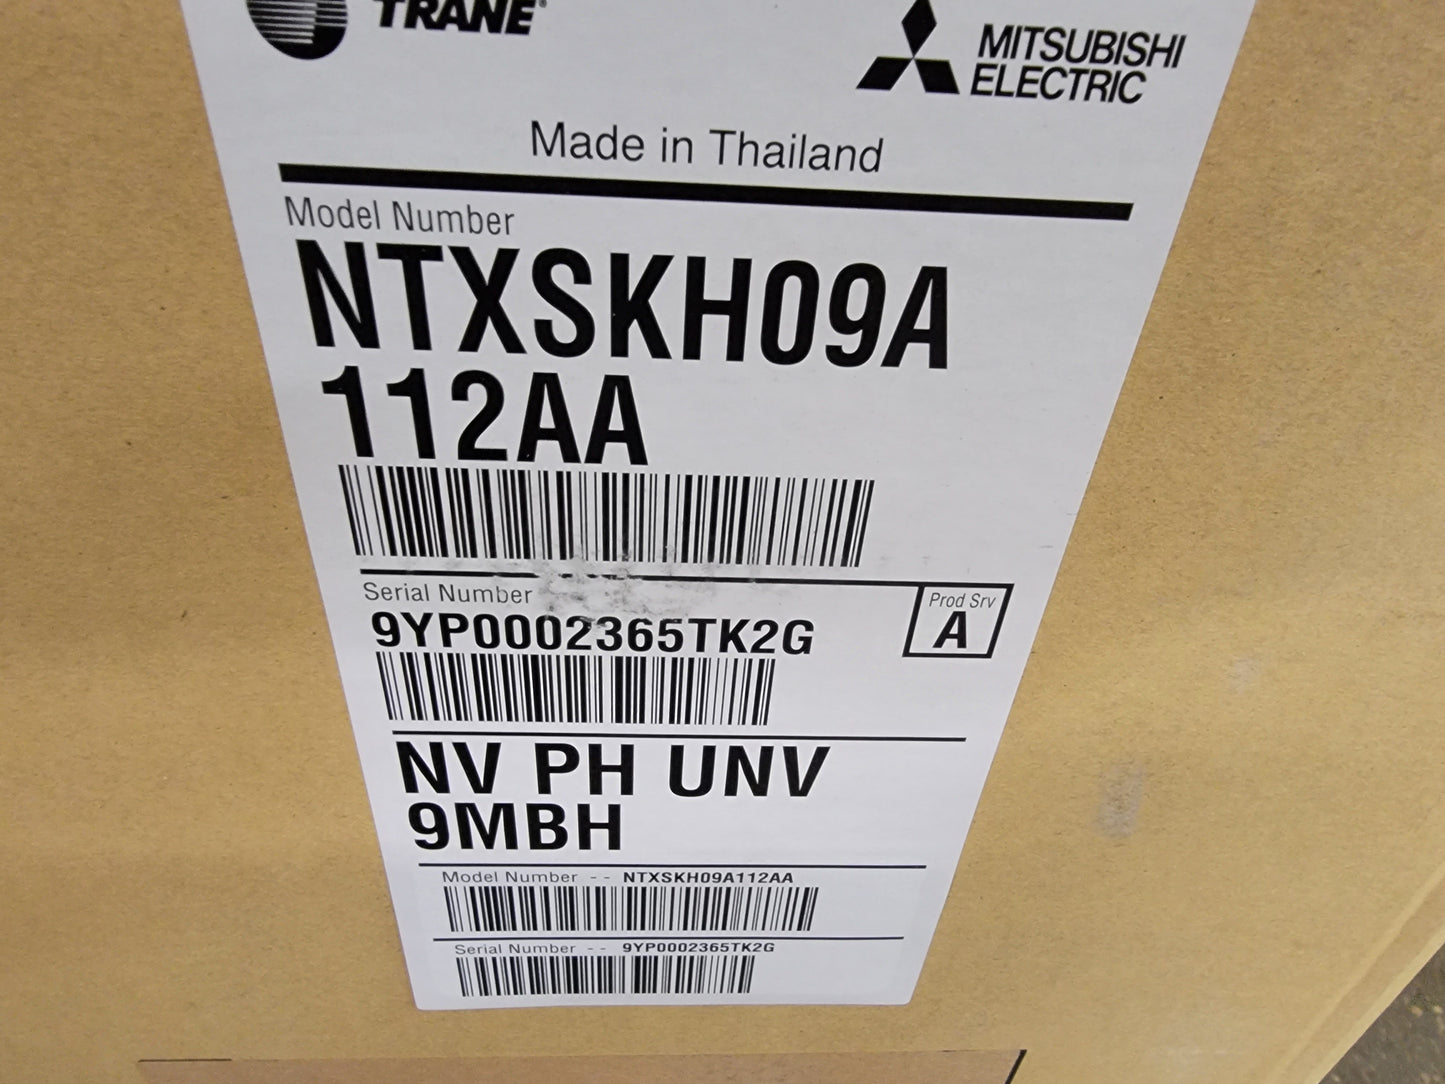 TRANE®
MITSUBISHI
ELECTRIC
Made in Thailand
Model Number
NTXSKH09A
112AA
Serial Number
9YP0002365TK2G
Prod Srv
A
NV PH UNV
9MBH
Model Number -- NTXSKH09A112AA
Serial Number -- 9YP0002365TK2G